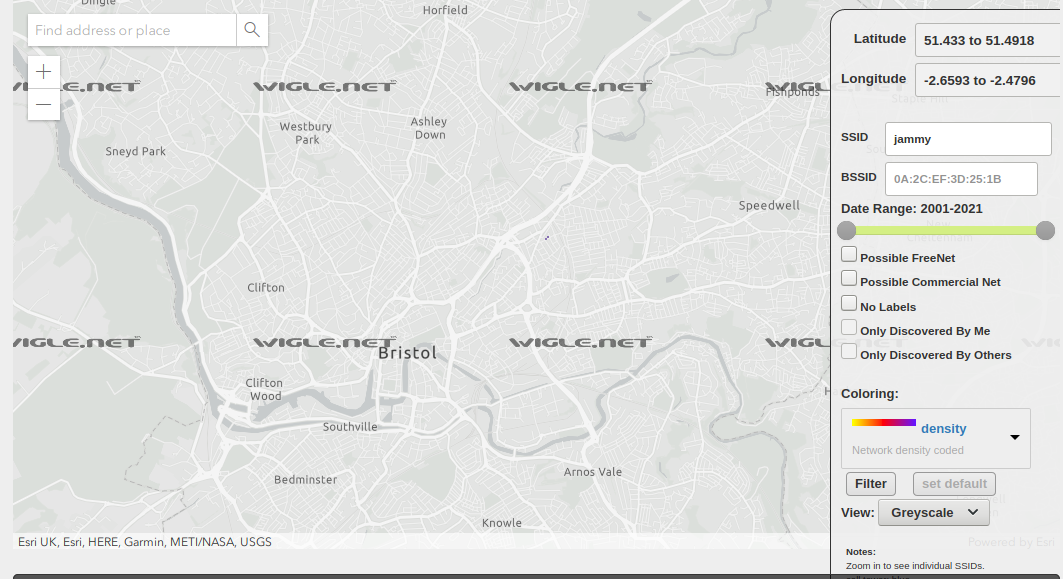 Dingle
Horfield
Find address or place
WIGLE.NET
WIGLE.NET
WIGLE.NET
WIGLE.NET
Fishponds
Westbury
Park
Ashley
Down
Sneyd Park
Speedwell
Clifton
WIGLE.NET
WIGLE.NET
WIGLE.NET
WIGLE.NET
Bristol
Clifton
Wood
Southville
Arnos Vale
Bedminster
Knowle
Esri UK, Esri, HERE, Garmin, METI/NASA, USGS
Latitude
51.433 to 51.4918
Longitude
-2.6593 to -2.4796
Staple Hill
SSID
jammy
BSSID
0A:2C:EF:3D:25:1B
Date Range: 2001-2021
Possible FreeNet
Possible Commercial Net
No Labels
Only Discovered By Me
Only Discovered By Others
Coloring:
density
Network density coded
Filter
set default
View:
Greyscale
Powered by Esri
Notes:
Zoom in to see individual SSIDs.